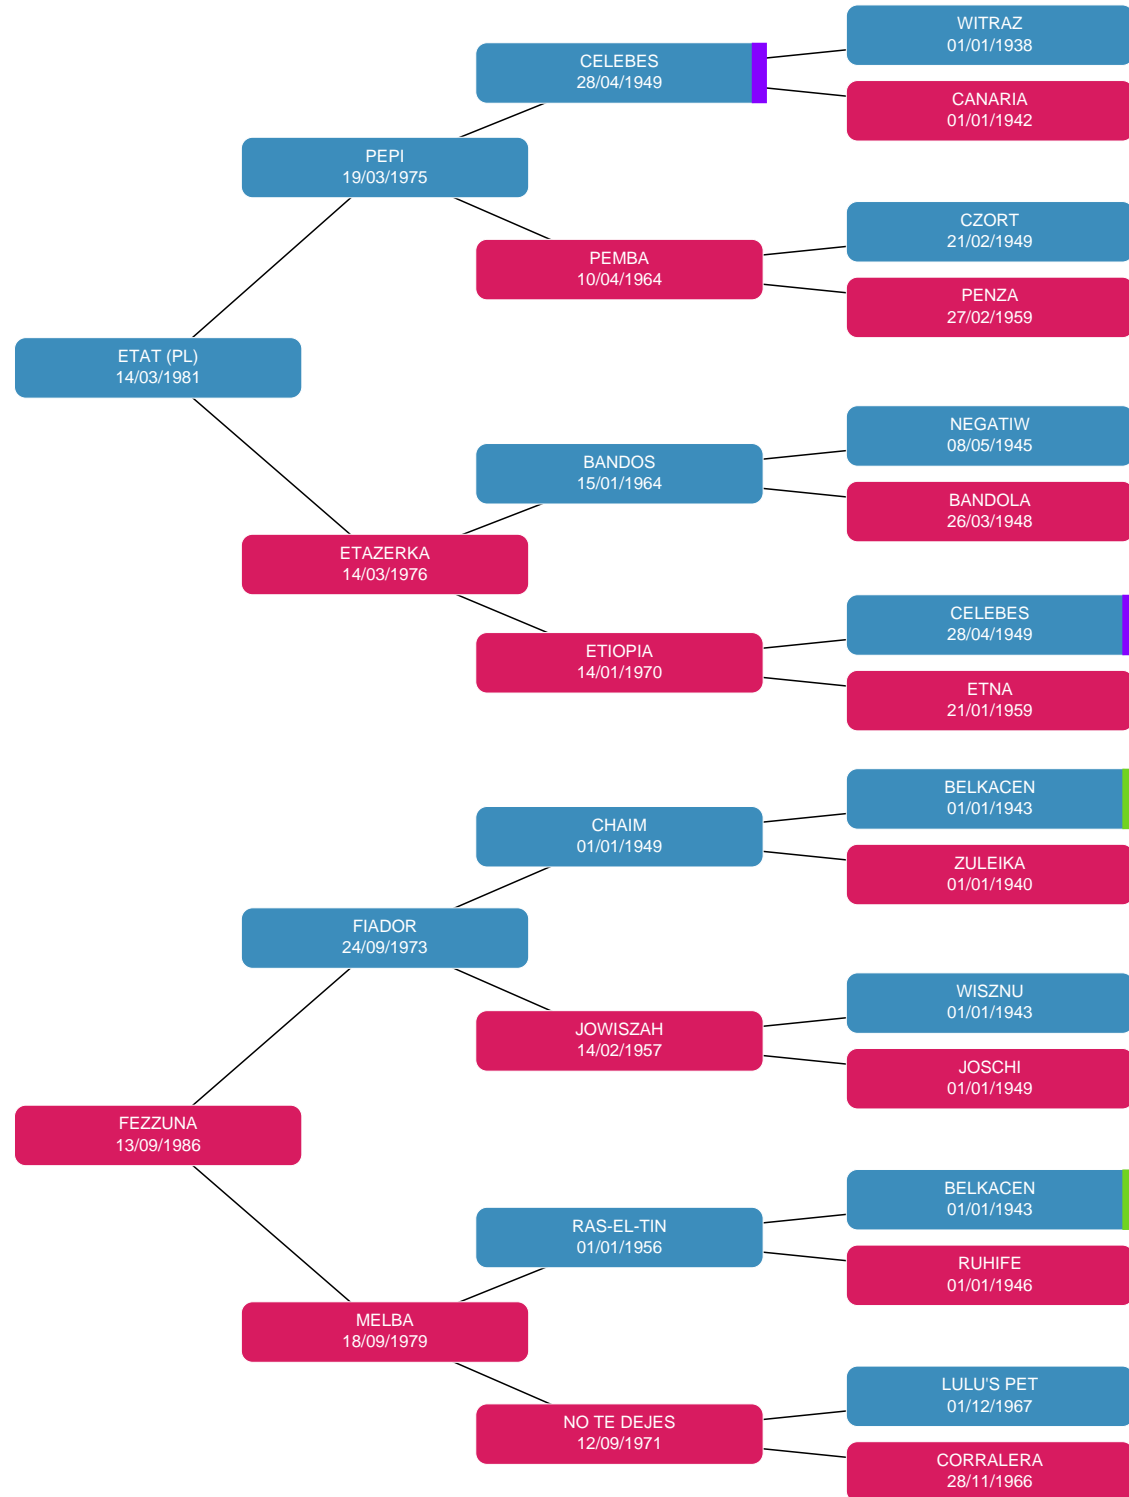 WITRAZ
01/01/1938
CELEBES
28/04/1949
CANARIA
01/01/1942
PEPI
19/03/1975
CZORT
21/02/1949
PEMBA
10/04/1964
PENZA
27/02/1959
ETAT (PL)
14/03/1981
NEGATIW
08/05/1945
BANDOS
15/01/1964
BANDOLA
26/03/1948
ETAZERKA
14/03/1976
CELEBES
28/04/1949
ETIOPIA
14/01/1970
ETNA
21/01/1959
BELKACEN
01/01/1943
CHAIM
01/01/1949
ZULEIKA
01/01/1940
FIADOR
24/09/1973
WISZNU
01/01/1943
JOWISZAH
14/02/1957
JOSCHI
01/01/1949
FEZZUNA
13/09/1986
BELKACEN
01/01/1943
RAS-EL-TIN
01/01/1956
RUHIFE
01/01/1946
MELBA
18/09/1979
LULU'S PET
01/12/1967
NO TE DEJES
12/09/1971
CORRALERA
28/11/1966